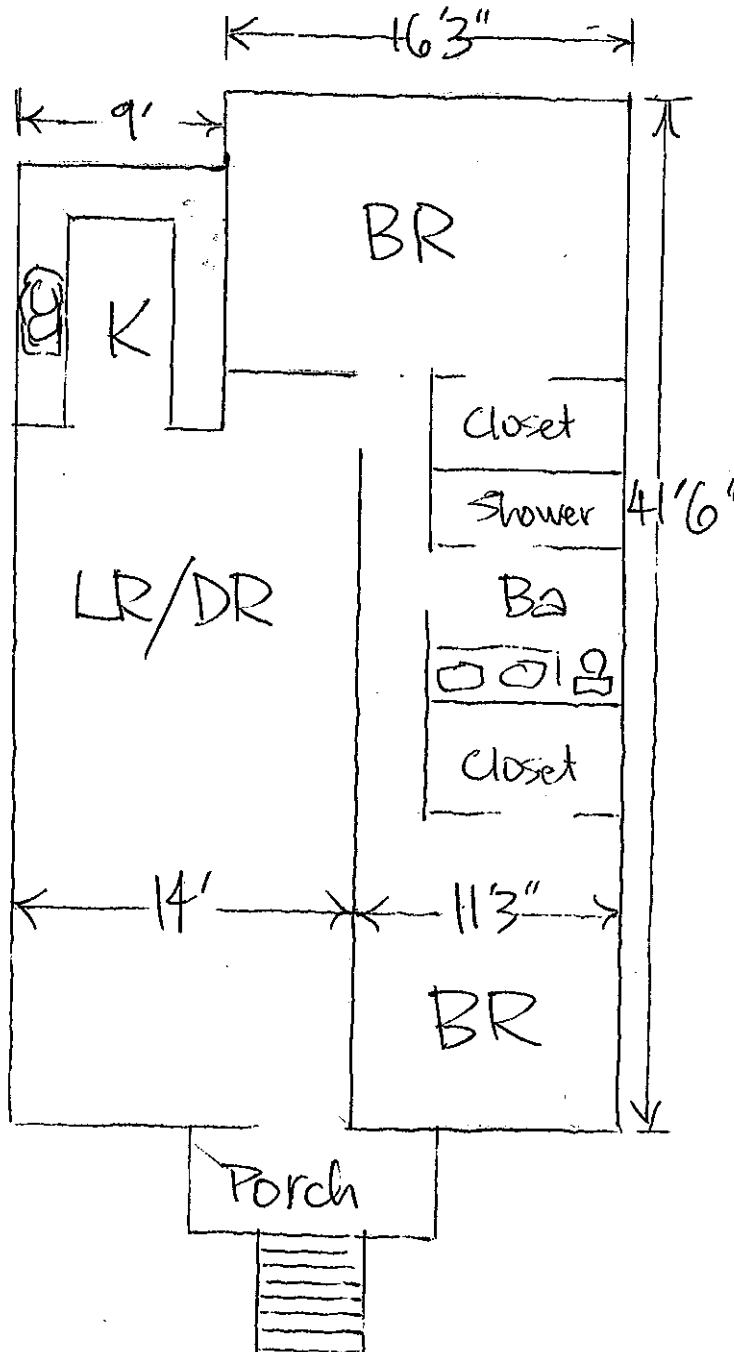 16'3"
9'
BR
K
Closet
Shower
41'6"
LR/DR
Ba
Closet
14'
11'3"
BR
Porch